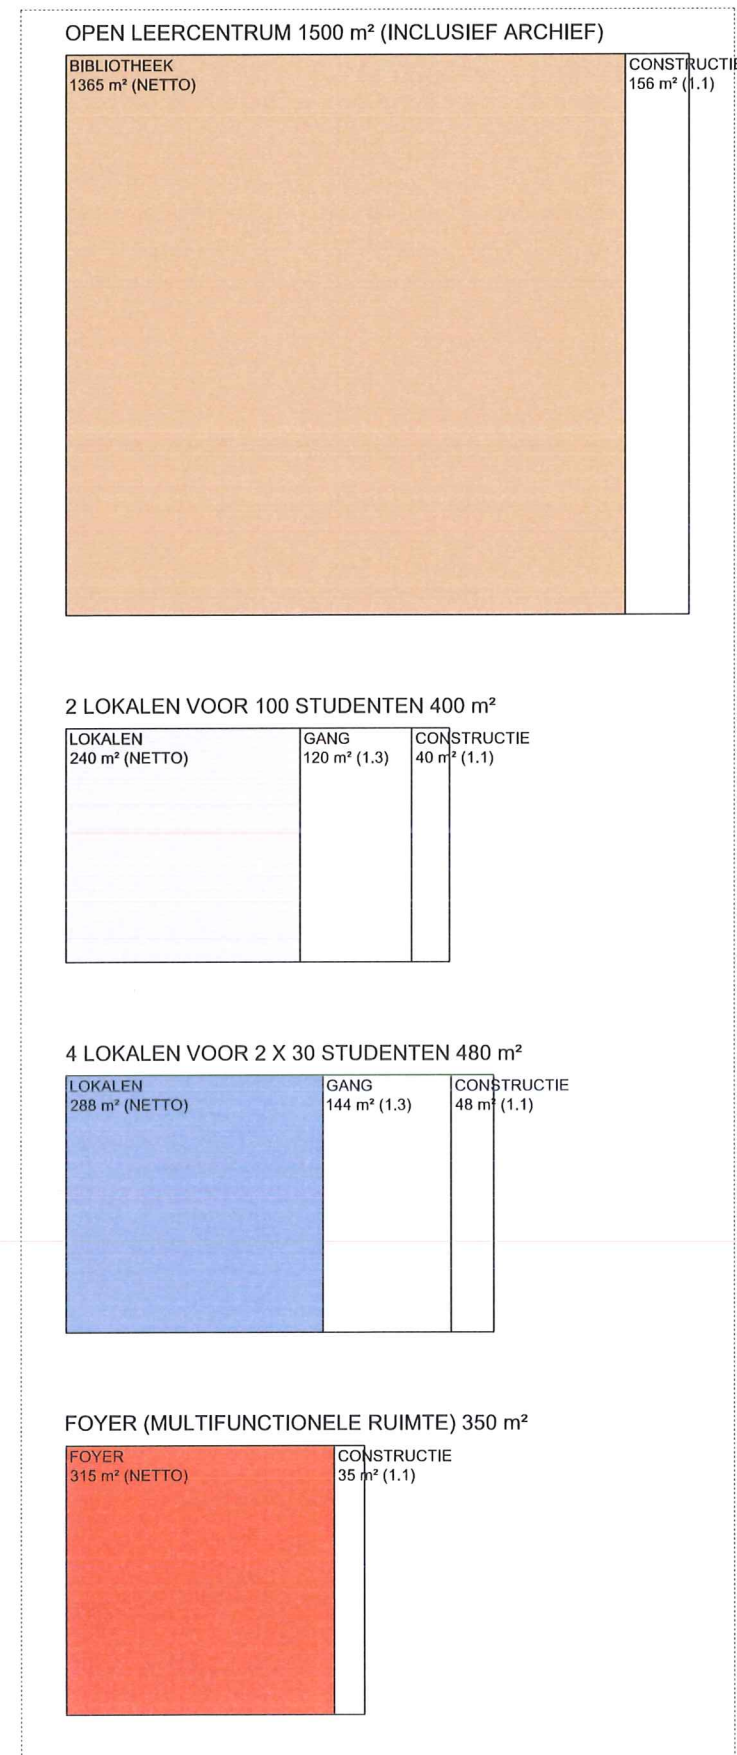 OPEN LEERCENTRUM 1500 m² (INCLUSIEF ARCHIEF)
BIBLIOTHEEK
1365 m² (NETTO)
CONSTRUCTIE
156 m² (1.1)
2 LOKALEN VOOR 100 STUDENTEN 400 m²
LOKALEN
240 m² (NETTO)
GANG
120 m² (1.3)
CONSTRUCTIE
40 m² (1.1)
4 LOKALEN VOOR 2 X 30 STUDENTEN 480 m²
LOKALEN
288 m² (NETTO)
GANG
144 m² (1.3)
CONSTRUCTIE
48 m² (1.1)
FOYER (MULTIFUNCTIONELE RUIMTE) 350 m²
FOYER
315 m² (NETTO)
CONSTRUCTIE
35 m² (1.1)